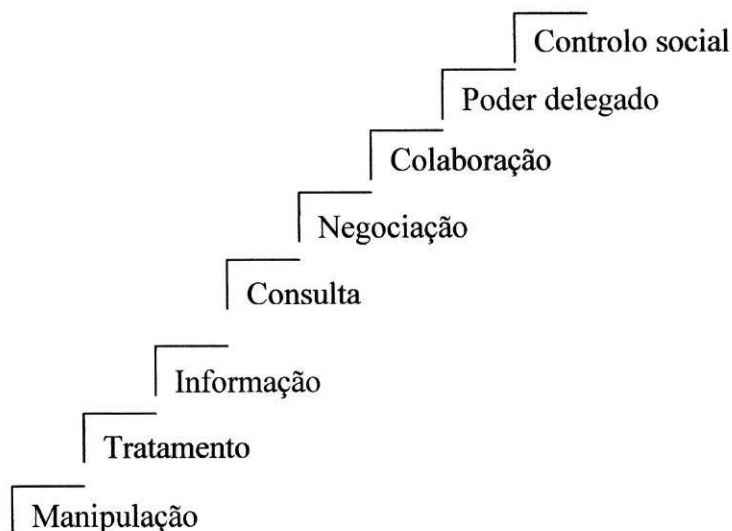 Controlo social
Poder delegado
Colaboração
Negociação
Consulta
Informação
Tratamento
Manipulação